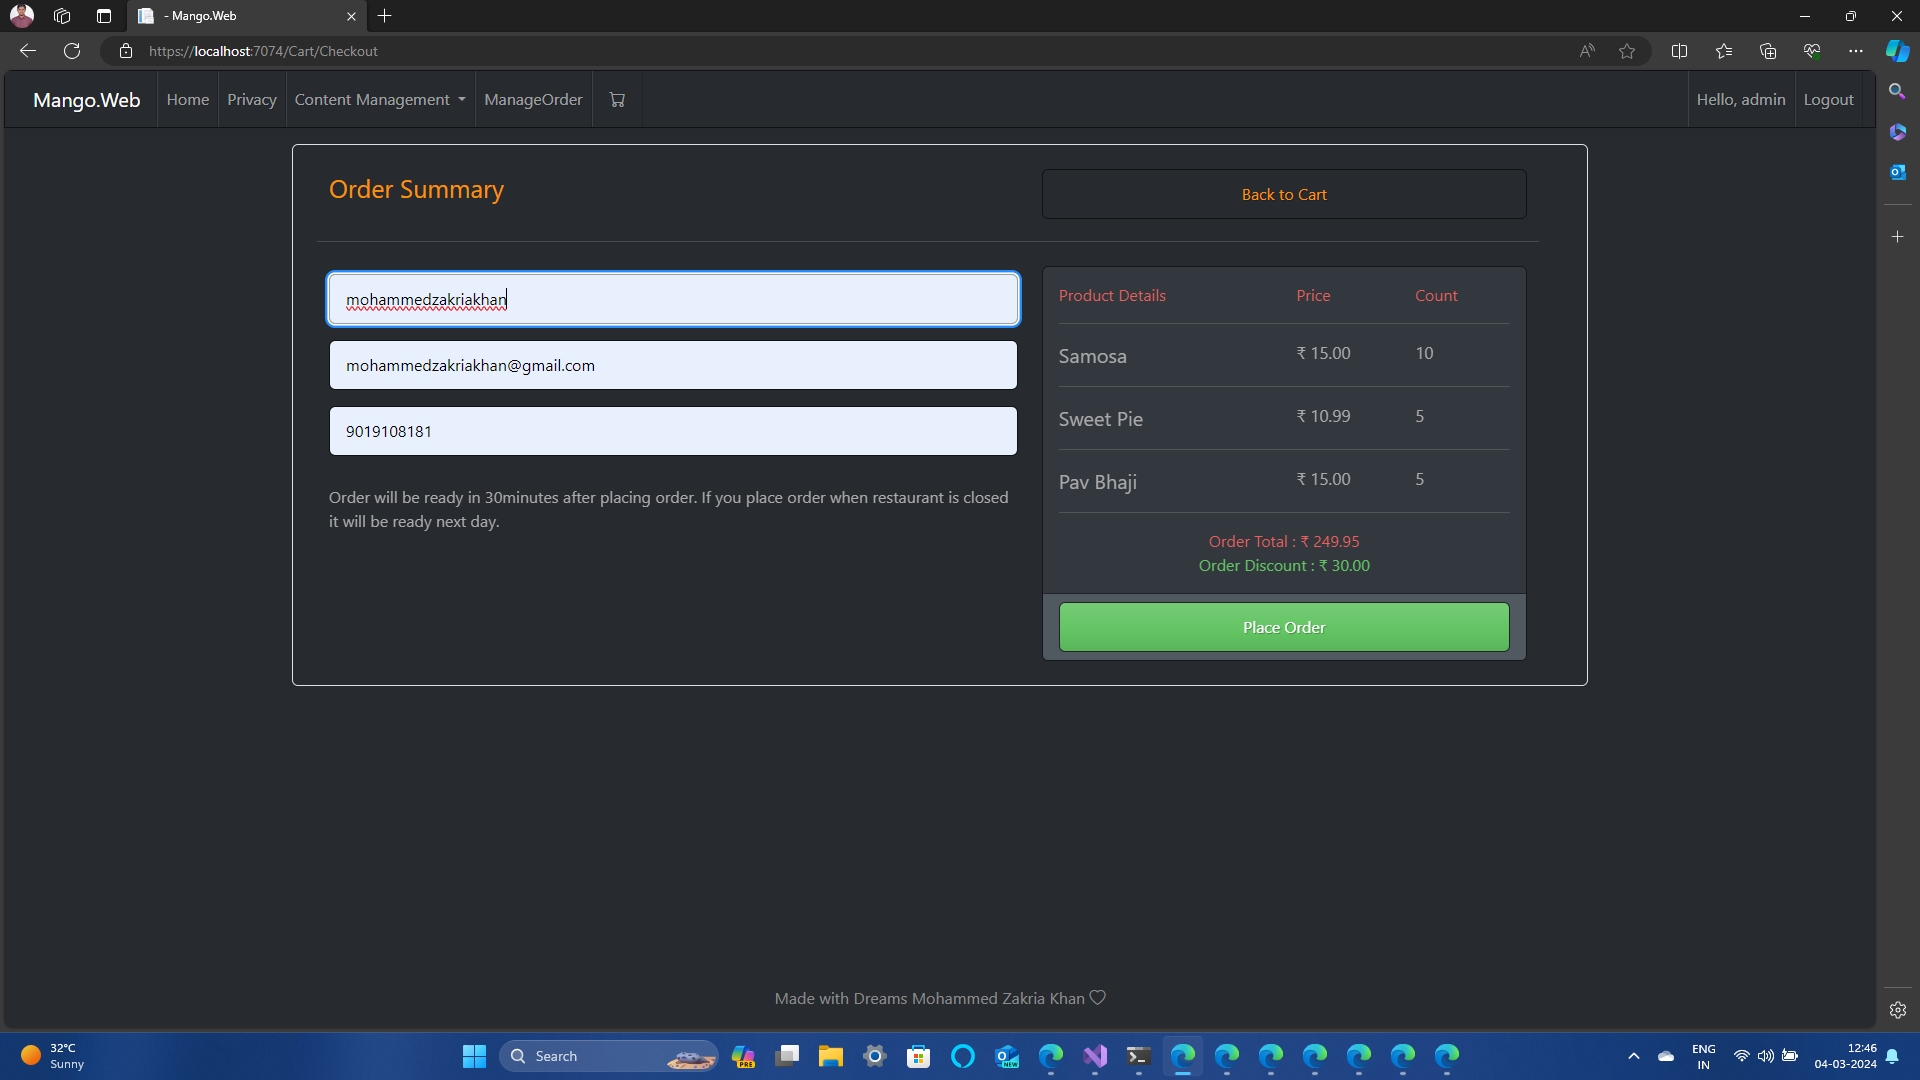 - Mango.Web
https://localhost:7074/Cart/Checkout
Mango.Web Home Privacy Content Management ManageOrder Hello, admin Logout
Order Summary
Back to Cart
mohammedzakriakhan
mohammedzakriakhan@gmail.com
9019108181
Order will be ready in 30minutes after placing order. If you place order when restaurant is closed
it will be ready next day.
Product Details Price Count
Samosa ₹ 15.00 10
Sweet Pie ₹ 10.99 5
Pav Bhaji ₹ 15.00 5
Order Total : ₹ 249.95
Order Discount : ₹ 30.00
Place Order
Made with Dreams Mohammed Zakria Khan
32°C
Sunny
Search
PRE
NEW
ENG
IN
12:46
04-03-2024